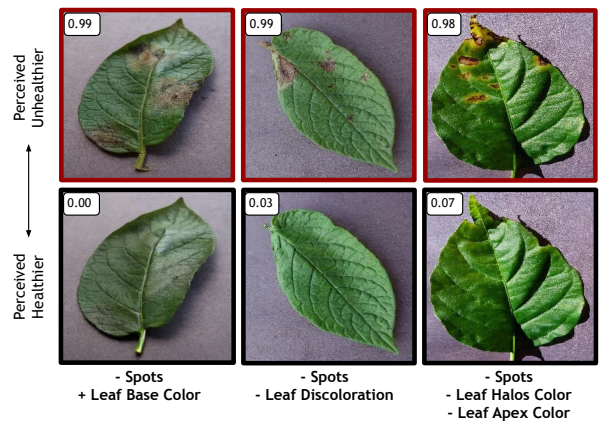 0.99
0.99
0.98
Perceived
Unhealthier
0.00
0.03
0.07
Perceived
Healthier
- Spots
+ Leaf Base Color
- Spots
- Leaf Discoloration
- Spots
- Leaf Halos Color
- Leaf Apex Color